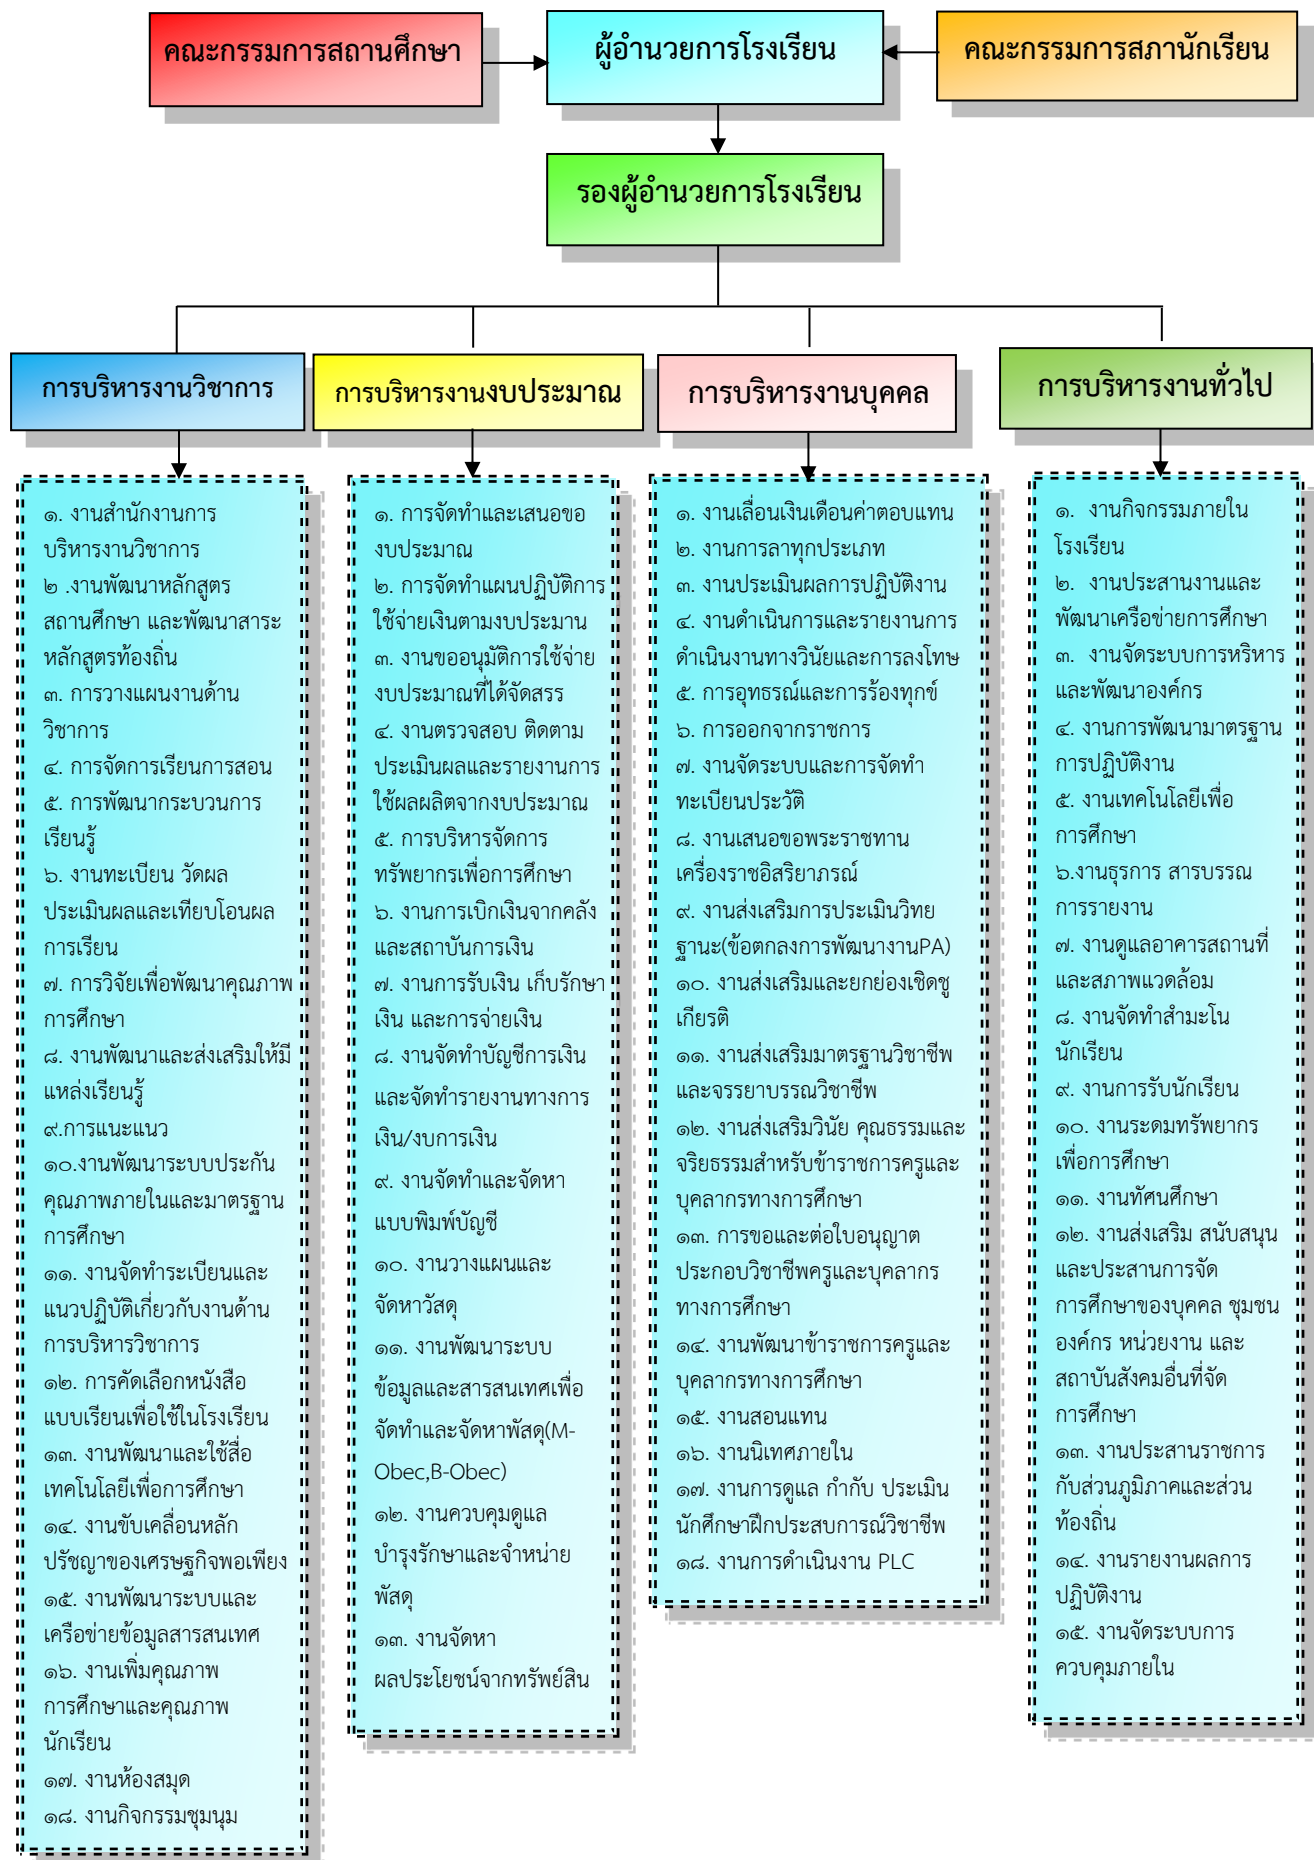 คณะกรรมการสถานศึกษา
ผู้อำนวยการโรงเรียน
คณะกรรมการสภานักเรียน
รองผู้อำนวยการโรงเรียน
การบริหารงานวิชาการ
การบริหารงานงบประมาณ
การบริหารงานบุคคล
การบริหารงานทั่วไป
๑. งานสำนักงานการ
บริหารงานวิชาการ
๒ .งานพัฒนาหลักสูตร
สถานศึกษา และพัฒนาสาระ
หลักสูตรท้องถิ่น
๓. การวางแผนงานด้าน
วิชาการ
๔. การจัดการเรียนการสอน
๕. การพัฒนากระบวนการ
เรียนรู้
๖. งานทะเบียน วัดผล
ประเมินผลและเทียบโอนผล
การเรียน
๗. การวิจัยเพื่อพัฒนาคุณภาพ
การศึกษา
๘. งานพัฒนาและส่งเสริมให้มี
แหล่งเรียนรู้
๙.การแนะแนว
๑๐.งานพัฒนาระบบประกัน
คุณภาพภายในและมาตรฐาน
การศึกษา
๑๑. งานจัดทำระเบียนและ
แนวปฏิบัติเกี่ยวกับงานด้าน
การบริหารวิชาการ
๑๒. การคัดเลือกหนังสือ
แบบเรียนเพื่อใช้ในโรงเรียน
๑๓. งานพัฒนาและใช้สื่อ
เทคโนโลยีเพื่อการศึกษา
๑๔. งานขับเคลื่อนหลัก
ปรัชญาของเศรษฐกิจพอเพียง
๑๕. งานพัฒนาระบบและ
เครือข่ายข้อมูลสารสนเทศ
๑๖. งานเพิ่มคุณภาพ
การศึกษาและคุณภาพ
นักเรียน
๑๗. งานห้องสมุด
๑๘. งานกิจกรรมชุมนุม
๑. การจัดทำและเสนอขอ
งบประมาณ
๒. การจัดทำแผนปฏิบัติการ
ใช้จ่ายเงินตามงบประมาน
๓. งานขออนุมัติการใช้จ่าย
งบประมาณที่ได้จัดสรร
๔. งานตรวจสอบ ติดตาม
ประเมินผลและรายงานการ
ใช้ผลผลิตจากงบประมาณ
๕. การบริหารจัดการ
ทรัพยากรเพื่อการศึกษา
๖. งานการเบิกเงินจากคลัง
และสถาบันการเงิน
๗. งานการรับเงิน เก็บรักษา
เงิน และการจ่ายเงิน
๘. งานจัดทำบัญชีการเงิน
และจัดทำรายงานทางการ
เงิน/งบการเงิน
๙. งานจัดทำและจัดหา
แบบพิมพ์บัญชี
๑๐. งานวางแผนและ
จัดหาวัสดุ
๑๑. งานพัฒนาระบบ
ข้อมูลและสารสนเทศเพื่อ
จัดทำและจัดหาพัสดุ(M-
Obec,B-Obec)
๑๒. งานควบคุมดูแล
บำรุงรักษาและจำหน่าย
พัสดุ
๑๓. งานจัดหา
ผลประโยชน์จากทรัพย์สิน
๑. งานเลื่อนเงินเดือนค่าตอบแทน
๒. งานการลาทุกประเภท
๓. งานประเมินผลการปฏิบัติงาน
๔. งานดำเนินการและรายงานการ
ดำเนินงานทางวินัยและการลงโทษ
๕. การอุทธรณ์และการร้องทุกข์
๖. การออกจากราชการ
๗. งานจัดระบบและการจัดทำ
ทะเบียนประวัติ
๘. งานเสนอขอพระราชทาน
เครื่องราชอิสริยาภรณ์
๙. งานส่งเสริมการประเมินวิทย
ฐานะ(ข้อตกลงการพัฒนางานPA)
๑๐. งานส่งเสริมและยกย่องเชิดชู
เกียรติ
๑๑. งานส่งเสริมมาตรฐานวิชาชีพ
และจรรยาบรรณวิชาชีพ
๑๒. งานส่งเสริมวินัย คุณธรรมและ
จริยธรรมสำหรับข้าราชการครูและ
บุคลากรทางการศึกษา
๑๓. การขอและต่อใบอนุญาต
ประกอบวิชาชีพครูและบุคลากร
ทางการศึกษา
๑๔. งานพัฒนาข้าราชการครูและ
บุคลากรทางการศึกษา
๑๕. งานสอนแทน
๑๖. งานนิเทศภายใน
๑๗. งานการดูแล กำกับ ประเมิน
นักศึกษาฝึกประสบการณ์วิชาชีพ
๑๘. งานการดำเนินงาน PLC
๑. งานกิจกรรมภายใน
โรงเรียน
๒. งานประสานงานและ
พัฒนาเครือข่ายการศึกษา
๓. งานจัดระบบการหริหาร
และพัฒนาองค์กร
๔. งานการพัฒนามาตรฐาน
การปฏิบัติงาน
๕. งานเทคโนโลยีเพื่อ
การศึกษา
๖.งานธุรการ สารบรรณ
การรายงาน
๗. งานดูแลอาคารสถานที่
และสภาพแวดล้อม
๘. งานจัดทำสำมะโน
นักเรียน
๙. งานการรับนักเรียน
๑๐. งานระดมทรัพยากร
เพื่อการศึกษา
๑๑. งานทัศนศึกษา
๑๒. งานส่งเสริม สนับสนุน
และประสานการจัด
การศึกษาของบุคคล ชุมชน
องค์กร หน่วยงาน และ
สถาบันสังคมอื่นที่จัด
การศึกษา
๑๓. งานประสานราชการ
กับส่วนภูมิภาคและส่วน
ท้องถิ่น
๑๔. งานรายงานผลการ
ปฏิบัติงาน
๑๕. งานจัดระบบการ
ควบคุมภายใน